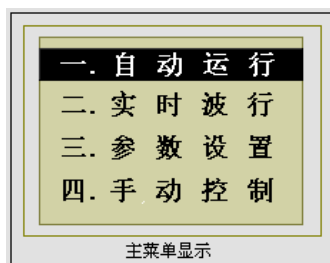 一.自动运行
二.实时波行
三.参数设置
四.手动控制
主菜单显示